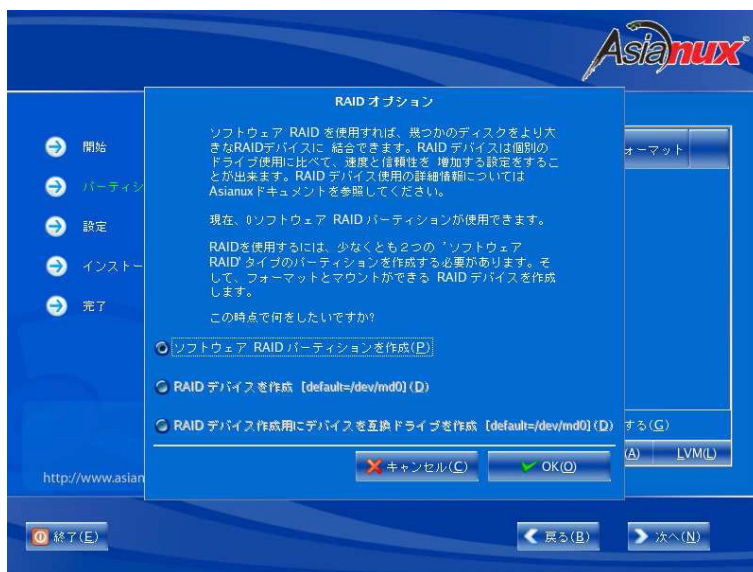 Asianux
RAID オプション
ソフトウェア RAID を使用すれば、幾つかのディスクをより大
きなRAIDデバイスに 結合できます。RAID デバイスは個別の
ドライブ使用に比べて、速度と信頼性を 増加する設定をするこ
とが出来ます。RAID デバイス使用の詳細情報については
Asianuxドキュメントを参照してください。
現在、0ソフトウェア RAID パーティションが使用できます。
RAIDを使用するには、少なくとも2つの 'ソフトウェア
RAID' タイプのパーティションを作成する必要があります。そ
して、フォーマットとマウントができる RAID デバイスを作成
します。
この時点で何をしたいですか?
ソフトウェア RAID パーティションを作成(P)
RAID デバイスを作成 [default=/dev/md0](D)
RAID デバイス作成用にデバイスを互換ドライブを作成 [default=/dev/md0](D)
キャンセル(C)
OK(O)
開始
パーティシ
設定
インストー
完了
ォーマット
する(G)
(A)
LVM(L)
http://www.asian
終了(E)
戻る(B)
次へ(N)